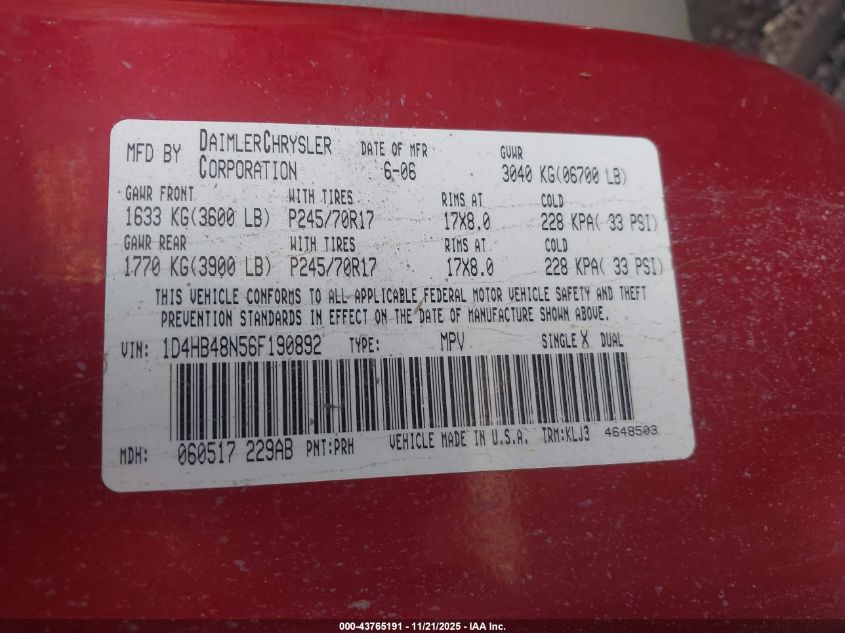 MFD BY DAIMLERCHRYSLER CORPORATION DATE OF MFR 6-06 GVWR 3040 KG(06700 LB)
GAWR FRONT WITH TIRES RIMS AT COLD
1633 KG(3600 LB) P245/70R17 17X8.0 228 KPA( 33 PSI)
GAWR REAR WITH TIRES RIMS AT COLD
1770 KG(3900 LB) P245/70R17 17X8.0 228 KPA( 33 PSI)
THIS VEHICLE CONFORMS TO ALL APPLICABLE FEDERAL MOTOR VEHICLE SAFETY AND THEFT
PREVENTION STANDARDS IN EFFECT ON THE DATE OF MANUFACTURE SHOWN ABOVE.
VIN: 1D4HB48N56F190892 TYPE: MPV SINGLE X DUAL
MDH: 060517 229AB PNT:PRH VEHICLE MADE IN U.S.A. TRM:KLJ3 4648503
000-43765191 - 11/21/2025 - IAA Inc.